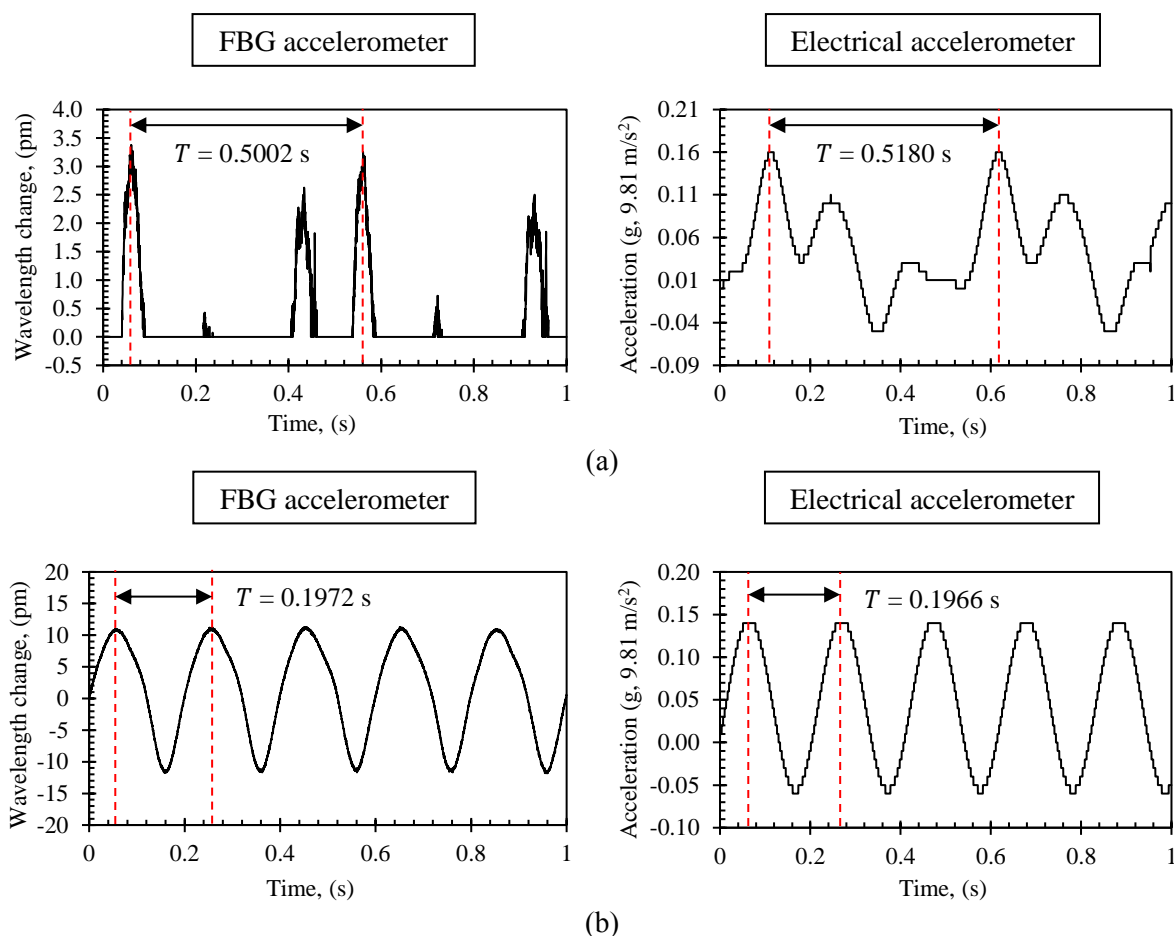 FBG accelerometer
Electrical accelerometer
Wavelength change, (pm)
4.0
3.5
3.0
2.5
2.0
1.5
1.0
0.5
0.0
-0.5
T = 0.5002 s
0 0.2 0.4 0.6 0.8 1
Time, (s)
Acceleration (g, 9.81 m/s²)
0.21
0.16
0.11
0.06
0.01
-0.04
-0.09
T = 0.5180 s
0 0.2 0.4 0.6 0.8 1
Time, (s)
(a)
FBG accelerometer
Electrical accelerometer
Wavelength change, (pm)
20
15
10
5
0
-5
-10
-15
-20
T = 0.1972 s
0 0.2 0.4 0.6 0.8 1
Time, (s)
Acceleration (g, 9.81 m/s²)
0.20
0.15
0.10
0.05
0.00
-0.05
-0.10
T = 0.1966 s
0 0.2 0.4 0.6 0.8 1
Time, (s)
(b)